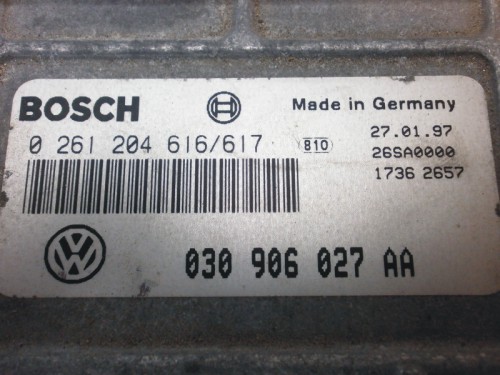 BOSCH Made in Germany
0 261 204 616/617 810 27.01.97
26SA0000
1736 2657
VW 030 906 027 AA